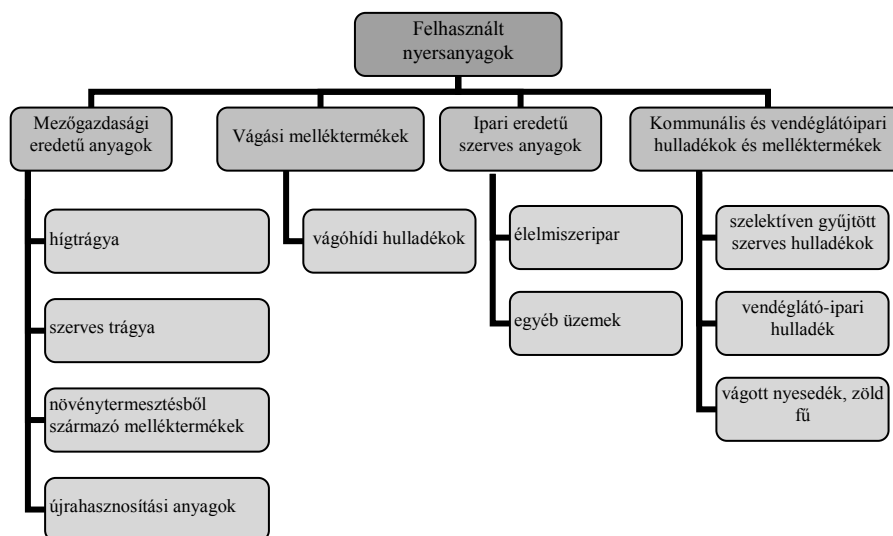 Felhasznált
nyersanyagok
Mezőgazdasági
eredetű anyagok
hígtrágya
szerves trágya
növénytermesztésből
származó melléktermékek
újrahasznosítási anyagok
Vágási melléktermékek
vágóhídi hulladékok
Ipari eredetű
szerves anyagok
élelmiszeripar
egyéb üzemek
Kommunális és vendéglátóipari
hulladékok és melléktermékek
szelektíven gyűjtött
szerves hulladékok
vendéglátó-ipari
hulladék
vágott nyesedék, zöld
fű